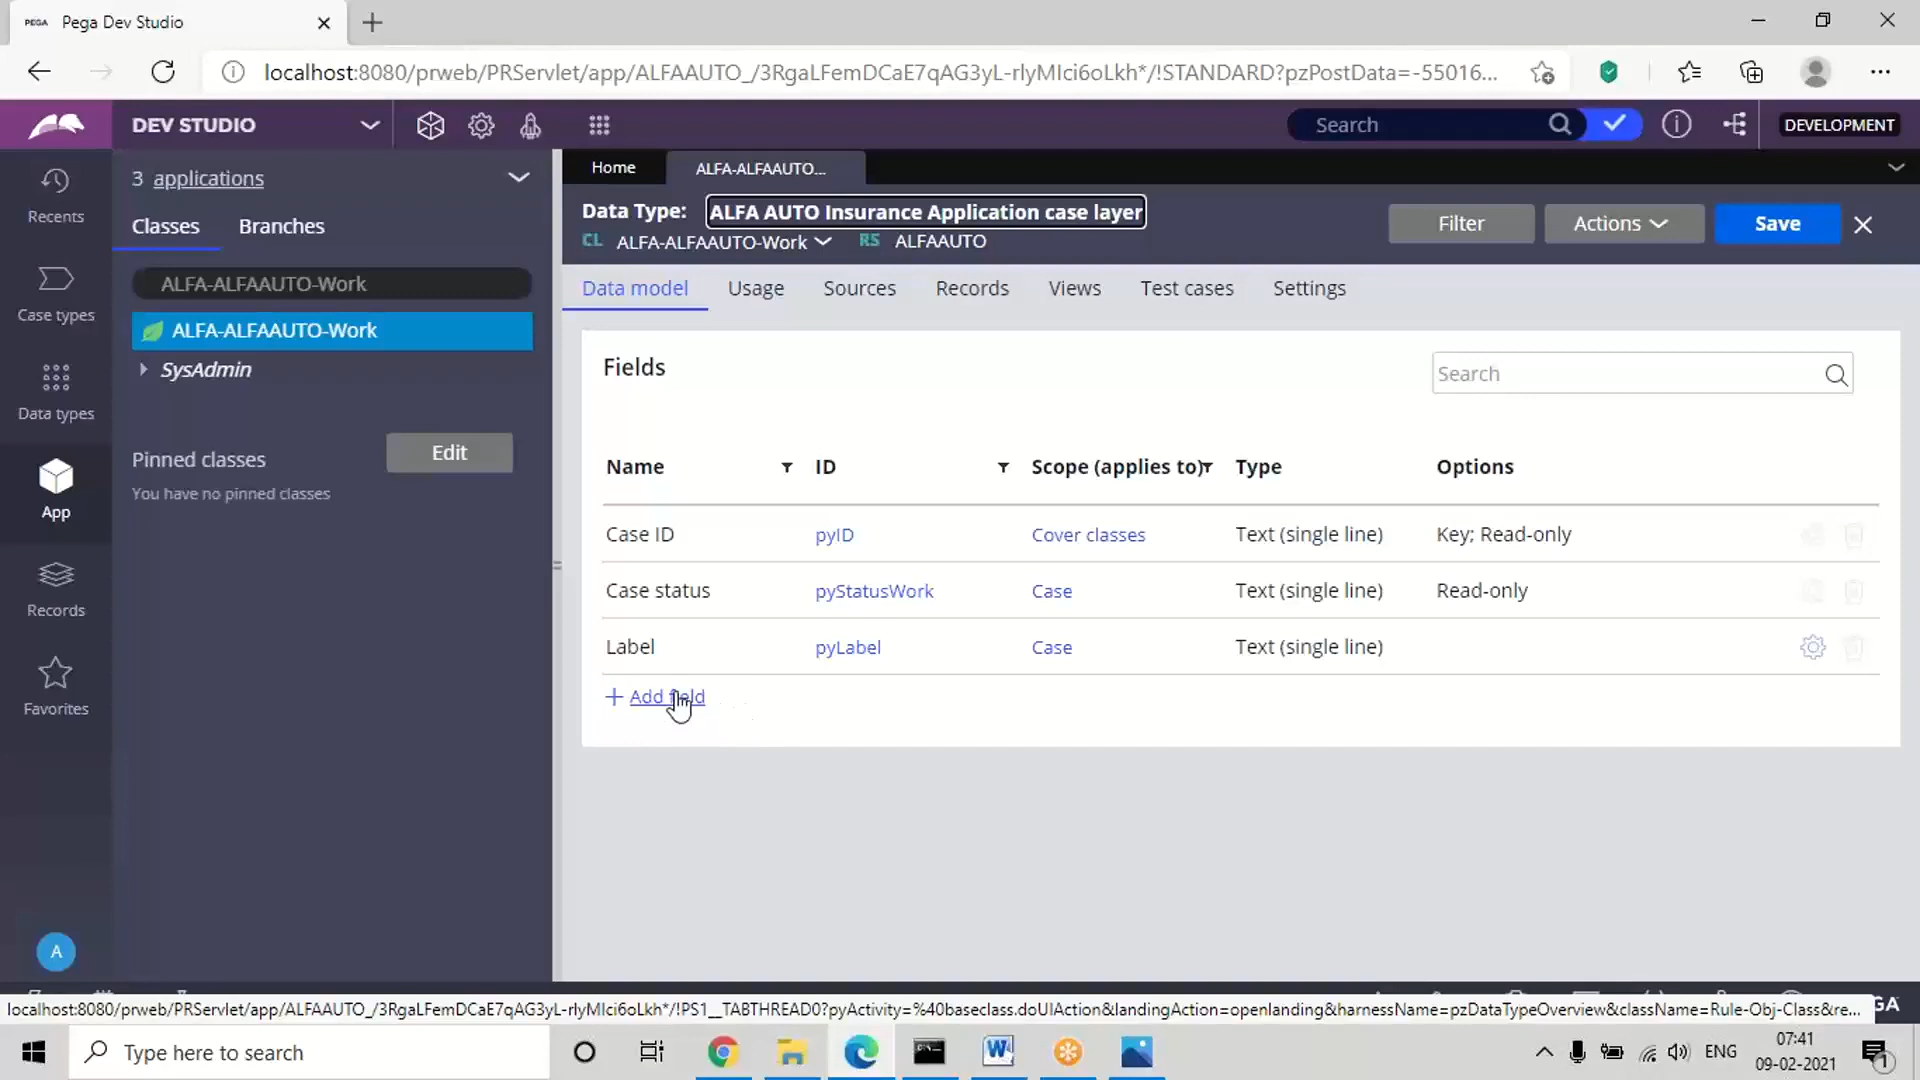 PEGA Pega Dev Studio
localhost:8080/prweb/PRServlet/app/ALFAAUTO_/3RgaLFemDCaE7qAG3yL-rlyMIci6oLkh*/!STANDARD?pzPostData=-55016...
DEV STUDIO
Search
DEVELOPMENT
Recents
Case types
Data types
App
Records
Favorites
A
3 applications
Classes Branches
ALFA-ALFAAUTO-Work
ALFA-ALFAAUTO-Work
SysAdmin
Pinned classes Edit
You have no pinned classes
Home ALFA-ALFAAUTO...
Data Type: ALFA AUTO Insurance Application case layer
CL ALFA-ALFAAUTO-Work RS ALFAAUTO
Filter Actions Save
Data model Usage Sources Records Views Test cases Settings
Fields
Search
Name ID Scope (applies to) Type Options
Case ID pyID Cover classes Text (single line) Key; Read-only
Case status pyStatusWork Case Text (single line) Read-only
Label pyLabel Case Text (single line)
+ Add field
localhost:8080/prweb/PRServlet/app/ALFAAUTO_/3RgaLFemDCaE7qAG3yL-rlyMIci6oLkh*/!PS1__TABTHREAD0?pyActivity=%40baseclass.doUIAction&landingAction=openlanding&harnessName=pzDataTypeOverview&className=Rule-Obj-Class&re...
GA
Type here to search
ENG
07:41
09-02-2021
1